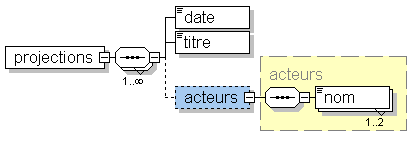 date
titre
projections
1..∞
acteurs
acteurs
nom
1..2